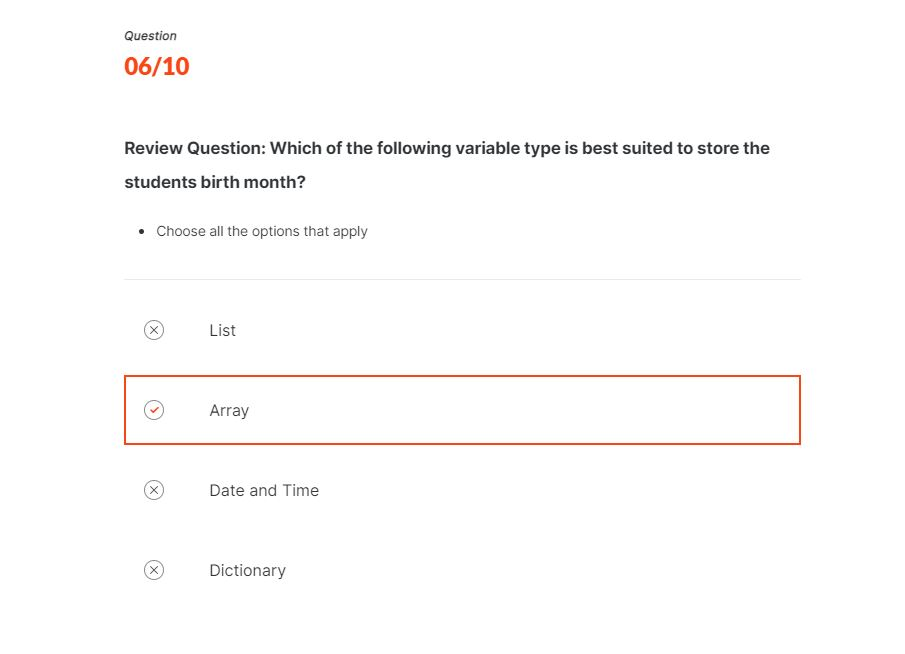 Question
06/10
Review Question: Which of the following variable type is best suited to store the
students birth month?
• Choose all the options that apply
List
Array
Date and Time
Dictionary